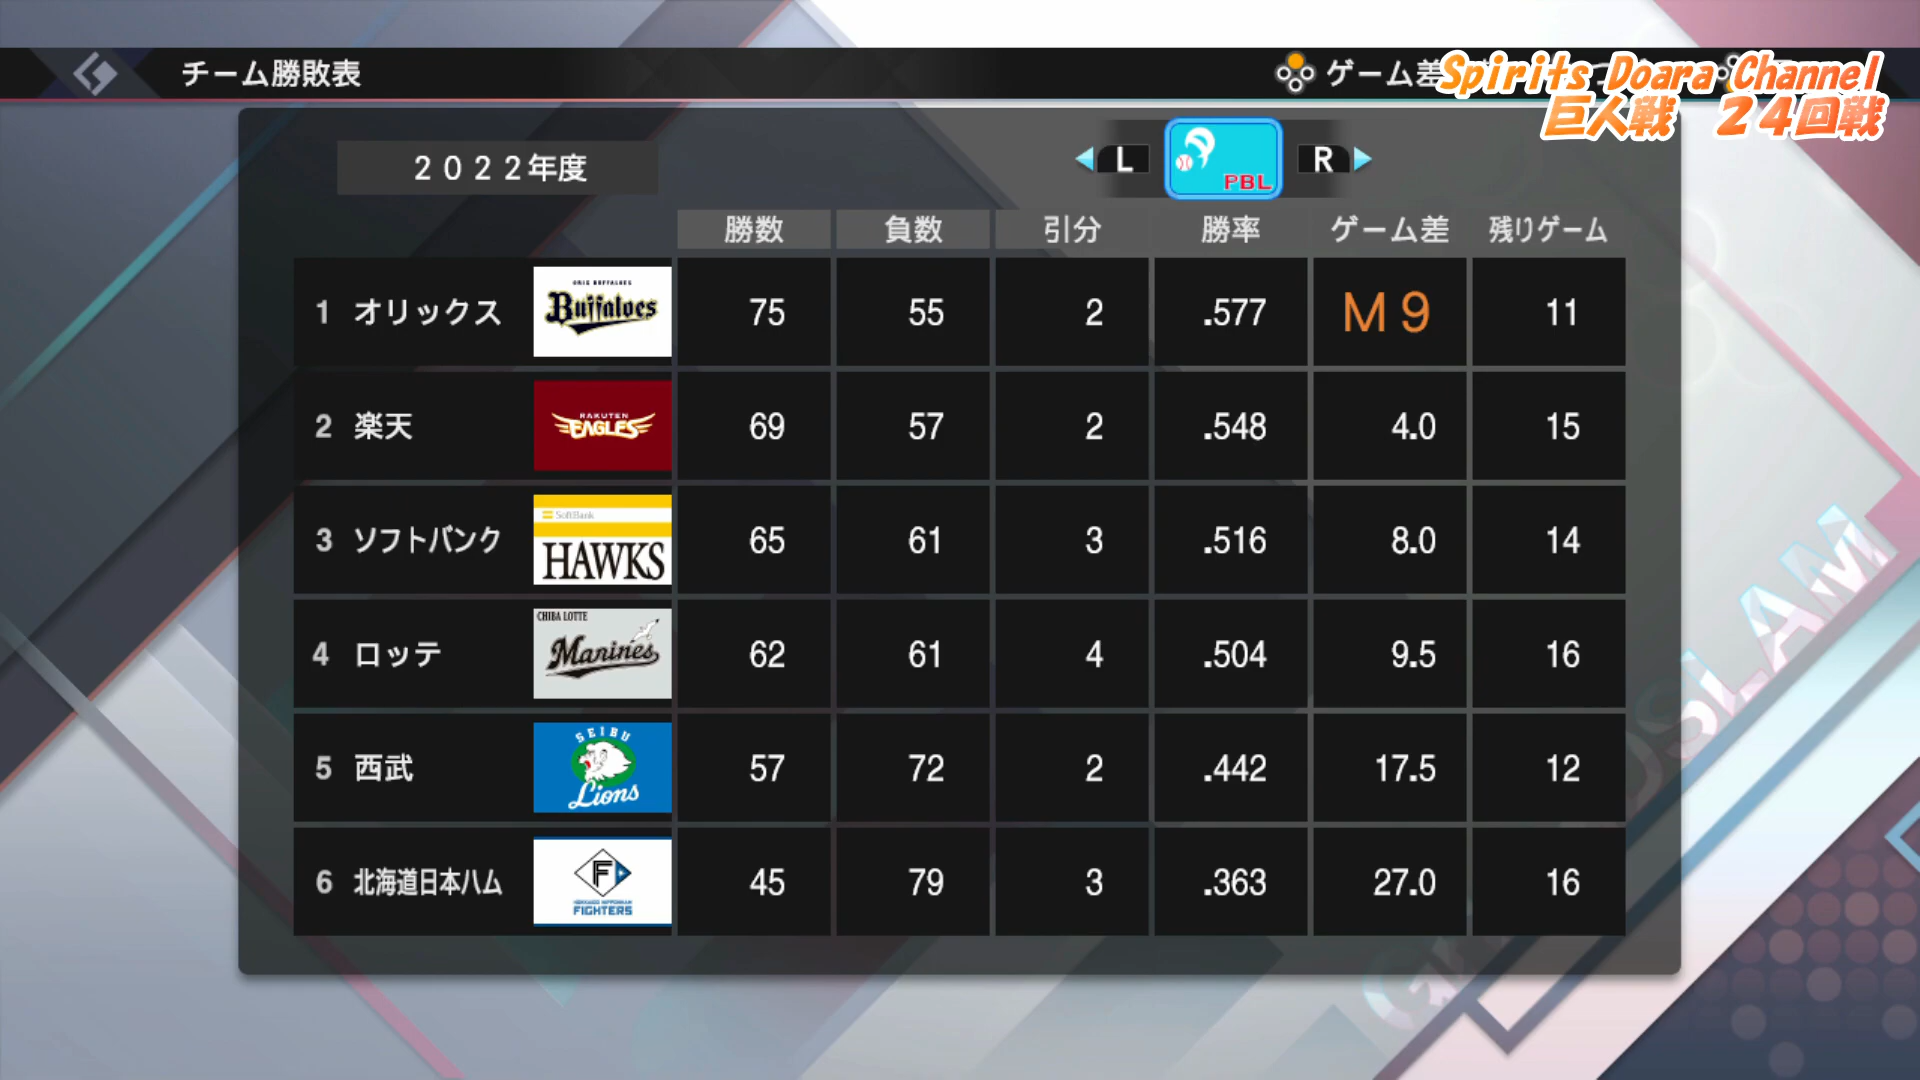 チーム勝敗表
ゲーム差
Spirits Doara Channel
巨人戦 24回戦
2022年度
L PBL R
勝数 負数 引分 勝率 ゲーム差 残りゲーム
1 オリックス Buffaloes 75 55 2 .577 M9 11
2 楽天 RAKUTEN EAGLES 69 57 2 .548 4.0 15
3 ソフトバンク SoftBank HAWKS 65 61 3 .516 8.0 14
4 ロッテ CHIBA LOTTE Marines 62 61 4 .504 9.5 16
5 西武 SEIBU Lions 57 72 2 .442 17.5 12
6 北海道日本ハム F HOKKAIDO NIPPONHAM FIGHTERS 45 79 3 .363 27.0 16